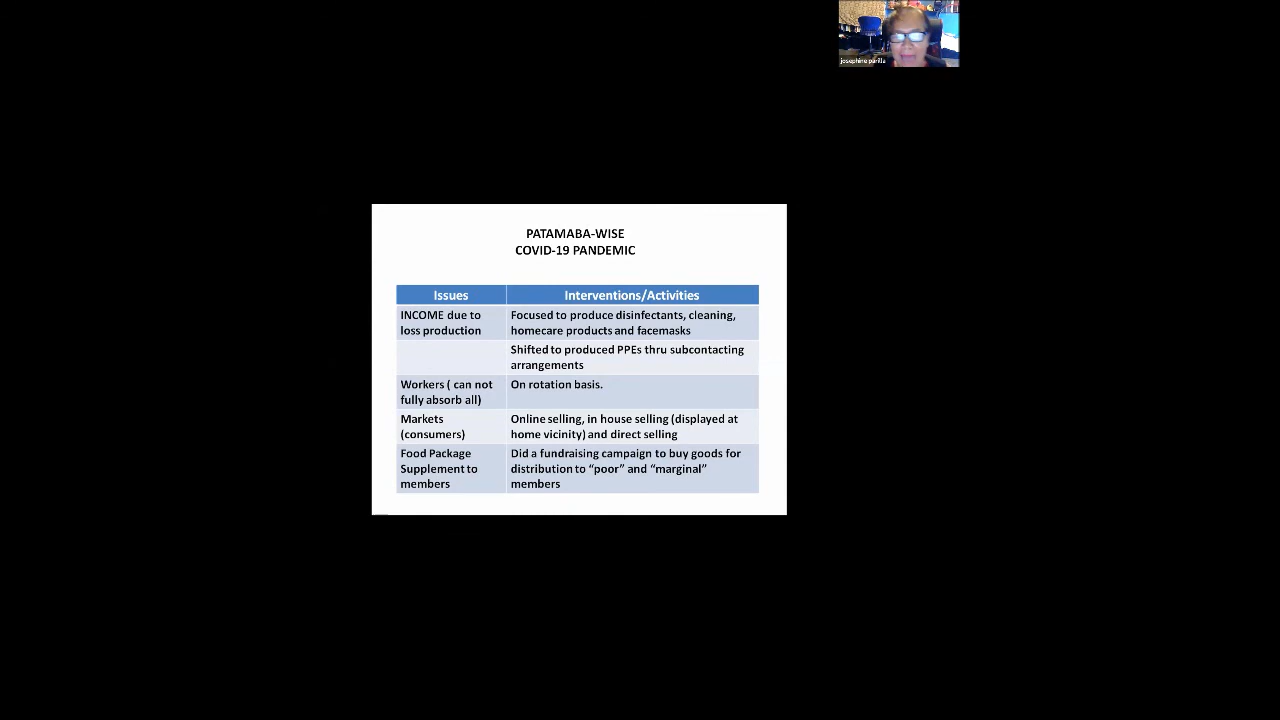 josephine parilla
PATAMABA-WISE
COVID-19 PANDEMIC
Issues
Interventions/Activities
INCOME due to
loss production
Focused to produce disinfectants, cleaning,
homecare products and facemasks
Shifted to produced PPEs thru subcontacting
arrangements
Workers ( can not
fully absorb all)
On rotation basis.
Markets
(consumers)
Online selling, in house selling (displayed at
home vicinity) and direct selling
Food Package
Supplement to
members
Did a fundraising campaign to buy goods for
distribution to “poor” and “marginal”
members